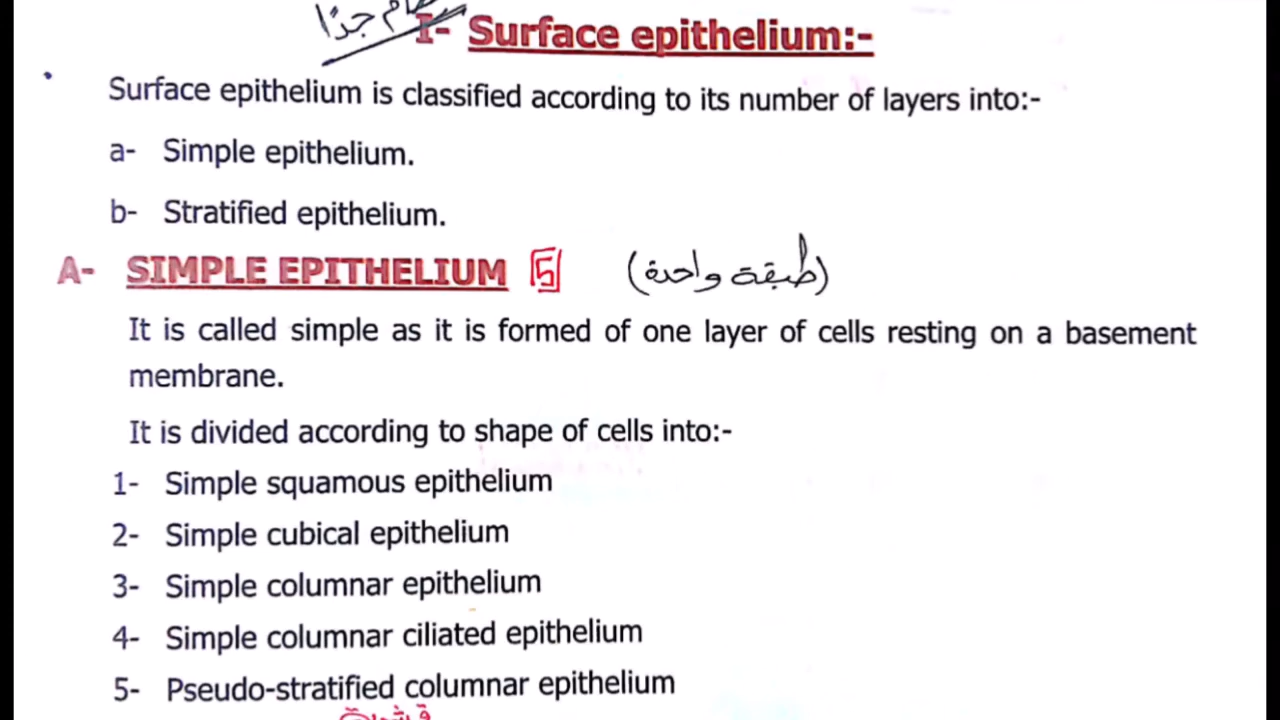 جدًا
I- Surface epithelium:-
Surface epithelium is classified according to its number of layers into:-
a- Simple epithelium.
b- Stratified epithelium.
A- SIMPLE EPITHELIUM 5 (طبقة واحدة)
It is called simple as it is formed of one layer of cells resting on a basement
membrane.
It is divided according to shape of cells into:-
1- Simple squamous epithelium
2- Simple cubical epithelium
3- Simple columnar epithelium
4- Simple columnar ciliated epithelium
5- Pseudo-stratified columnar epithelium